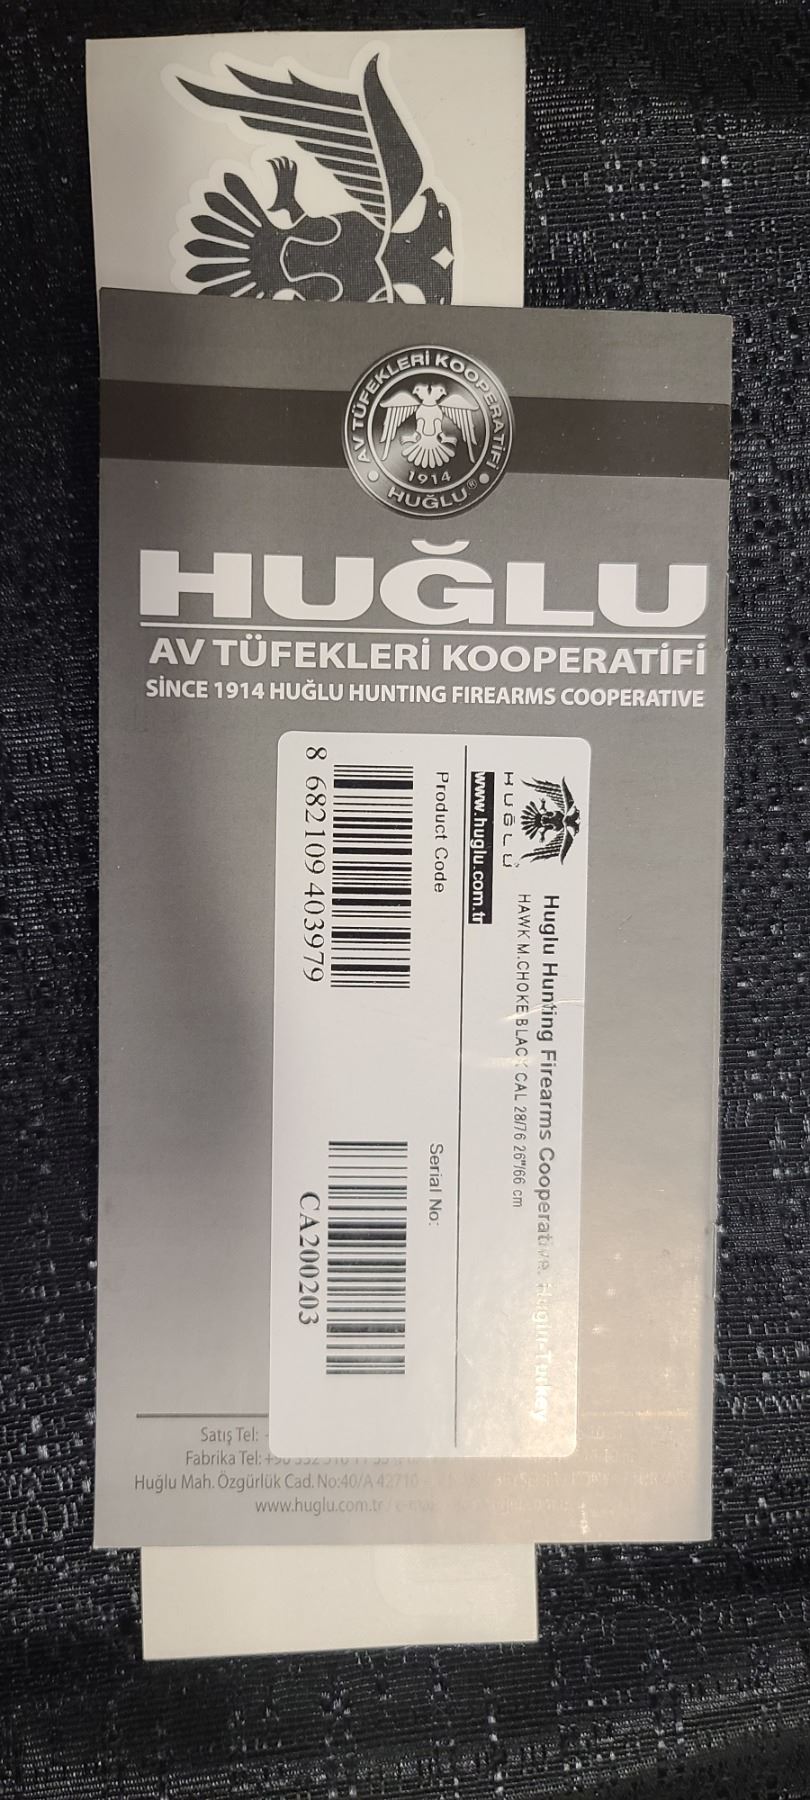 AV TÜFEKLERİ KOOPERATİFİ
1914
HUĞLU®
HUĞLU
AV TÜFEKLERİ KOOPERATİFİ
SİNCE 1914 HUĞLU HUNTING FIREARMS COOPERATIVE
HUĞLU
Huglu Hunting Firearms Cooperative. Huglu-Turkey
HAWK M.CHOKE BLACK CAL 28/76 26"/66 cm
www.huglu.com.tr
Product Code
8 682109 403979
Serial No:
CA200203
Satış Tel:
Fabrika Tel:
Huğlu Mah. Özgürlük Cad. No:40/A 42710 –
www.huglu.com.tr /